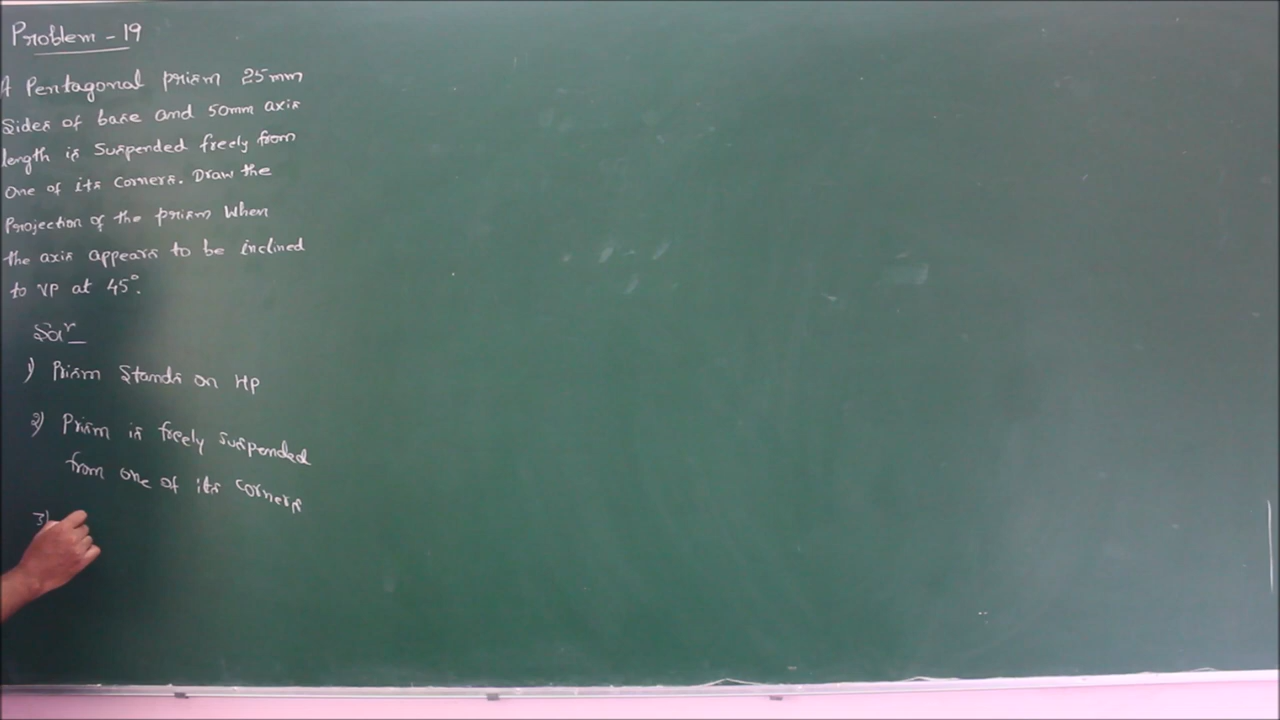 Problem - 19
A Pentagonal prism 25mm
Sides of base and 50mm axis
length is Suspended freely from
One of its Corners. Draw the
Projection of the prism When
the axis appears to be inclined
to VP at 45°.
1) Prism Stands on HP
2) Prism is freely suspended
from one of its corners
3)